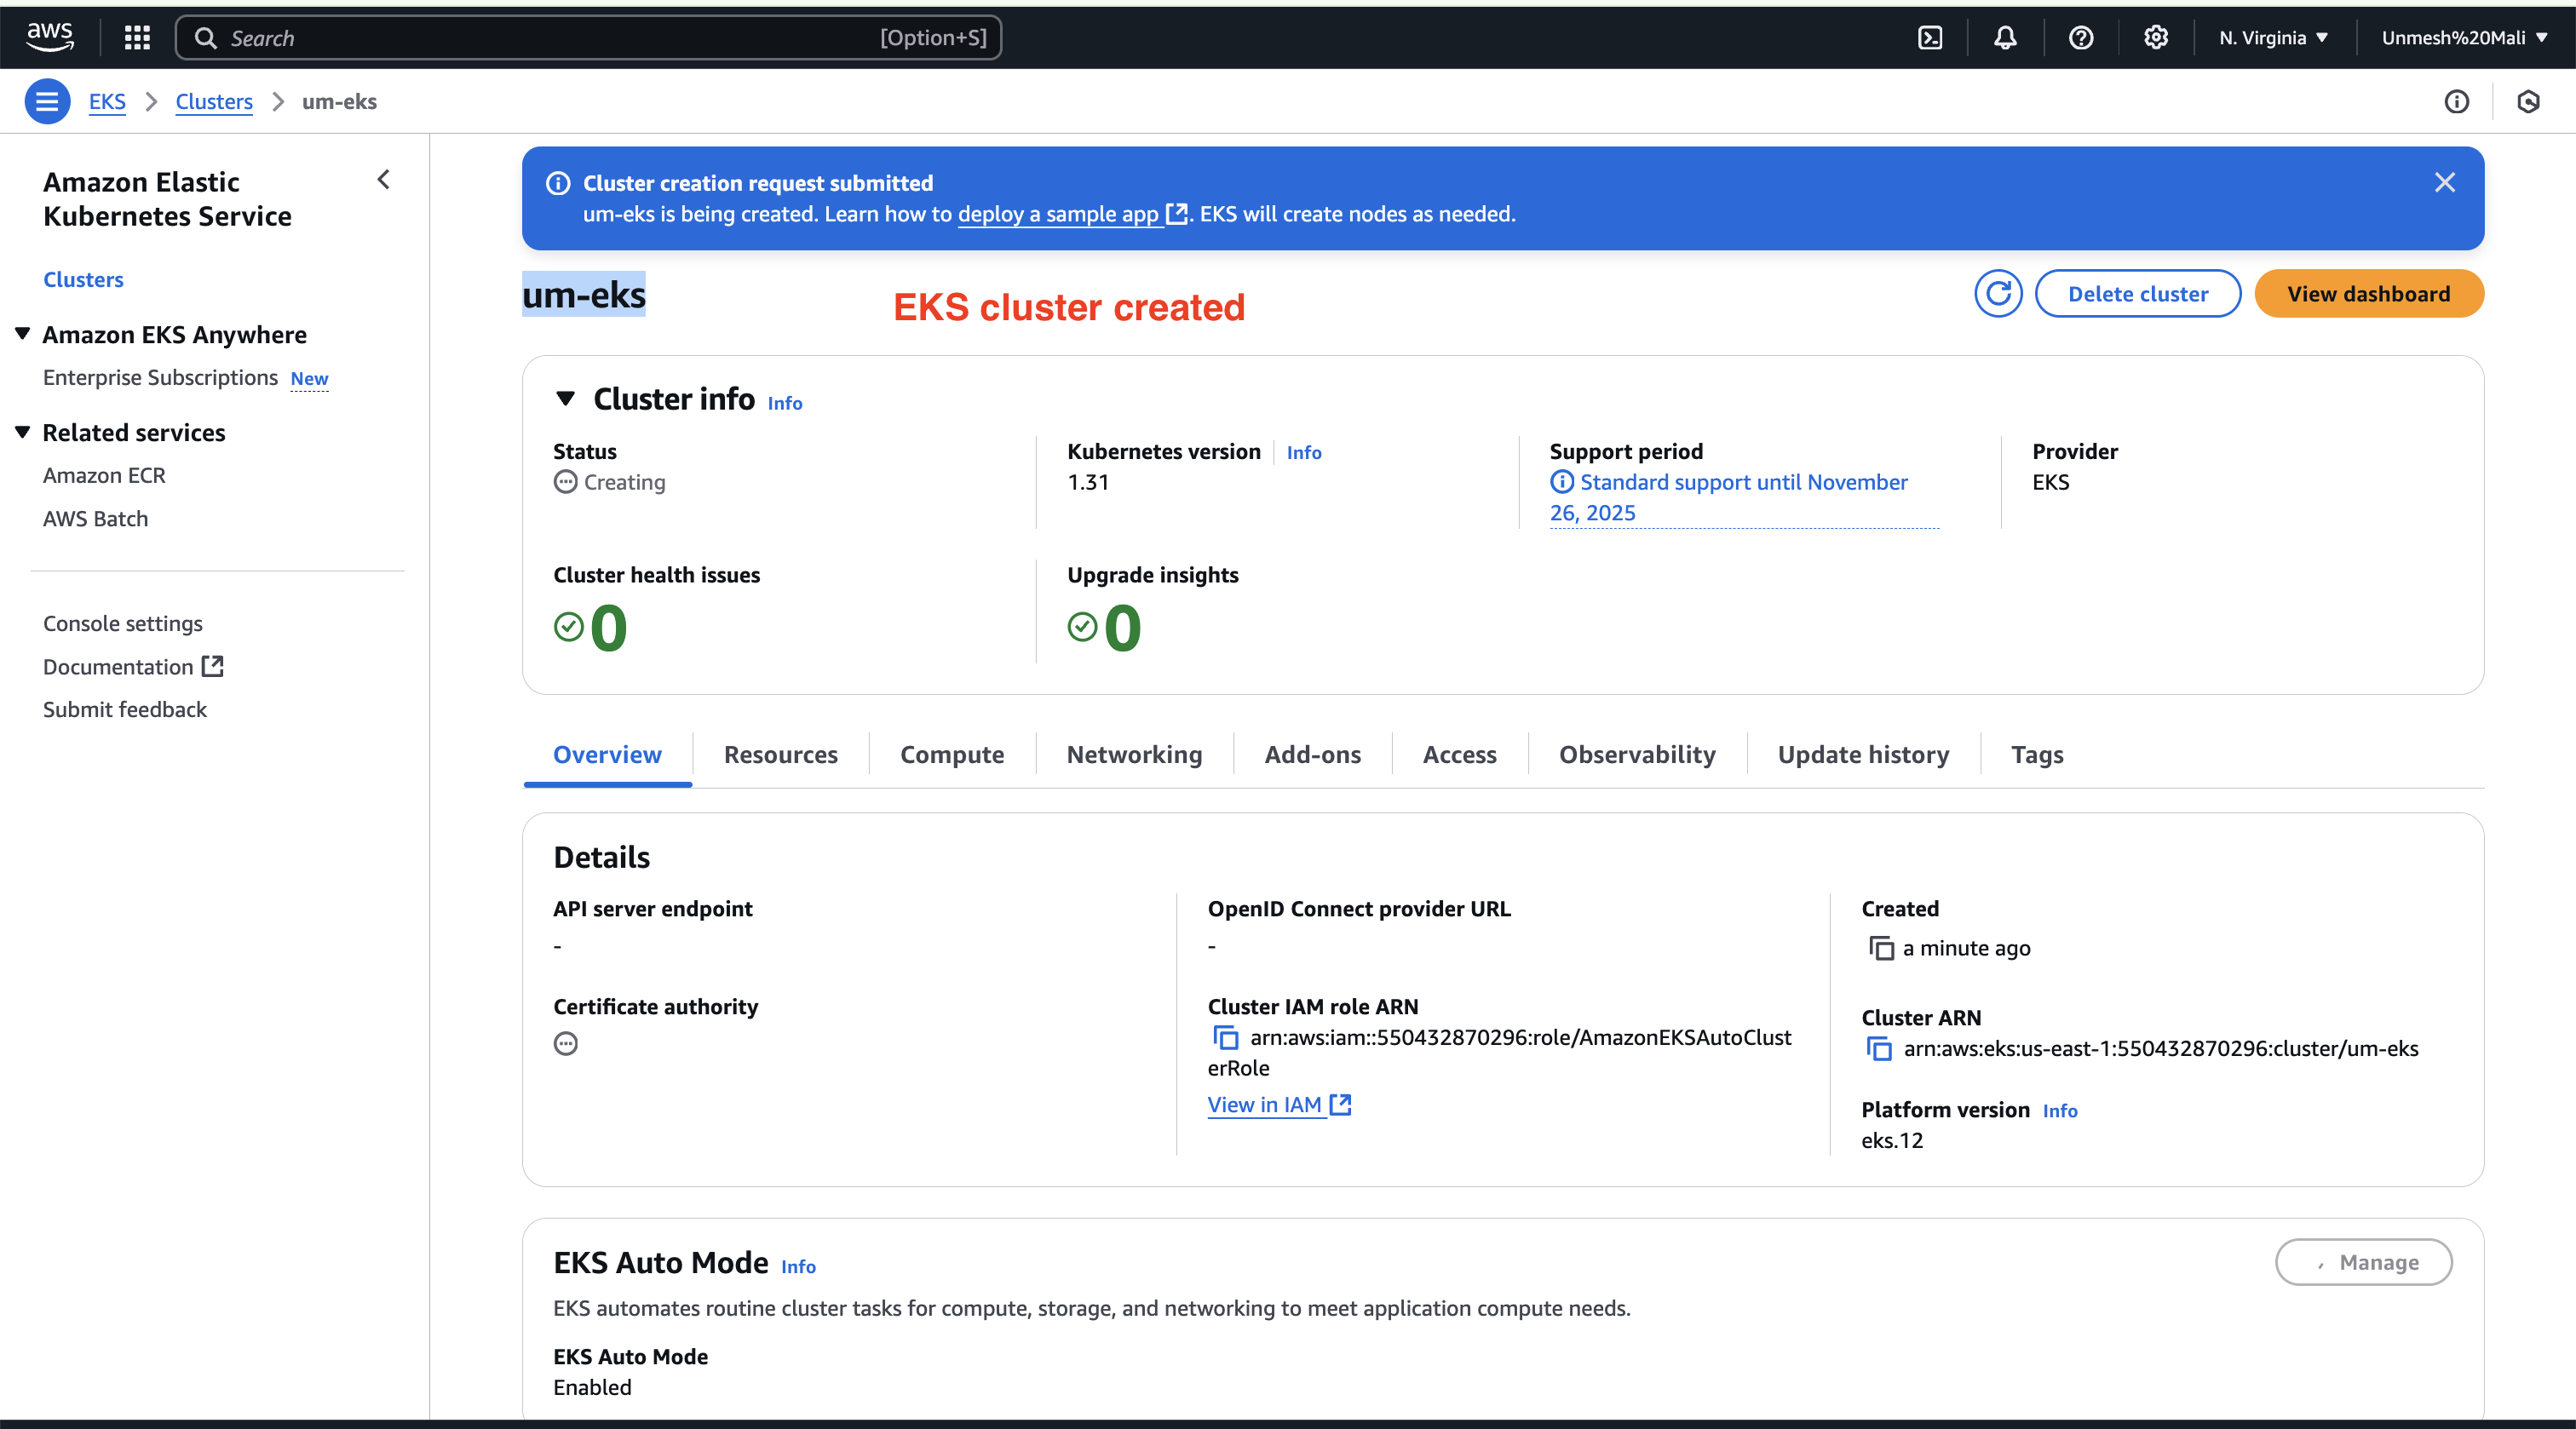 aws
Search [Option+S]
N. Virginia
Unmesh%20Mali
EKS
Clusters
um-eks
Amazon Elastic
Kubernetes Service
Clusters
Amazon EKS Anywhere
Enterprise Subscriptions New
Related services
Amazon ECR
AWS Batch
Console settings
Documentation
Submit feedback
Cluster creation request submitted
um-eks is being created. Learn how to deploy a sample app. EKS will create nodes as needed.
um-eks
EKS cluster created
Delete cluster
View dashboard
Cluster info Info
Status
Creating
Kubernetes version Info
1.31
Support period
Standard support until November
26, 2025
Provider
EKS
Cluster health issues
0
Upgrade insights
0
Overview
Resources
Compute
Networking
Add-ons
Access
Observability
Update history
Tags
Details
API server endpoint
-
Certificate authority
OpenID Connect provider URL
-
Cluster IAM role ARN
arn:aws:iam::550432870296:role/AmazonEKSAutoClust
erRole
View in IAM
Created
a minute ago
Cluster ARN
arn:aws:eks:us-east-1:550432870296:cluster/um-eks
Platform version Info
eks.12
EKS Auto Mode Info
Manage
EKS automates routine cluster tasks for compute, storage, and networking to meet application compute needs.
EKS Auto Mode
Enabled